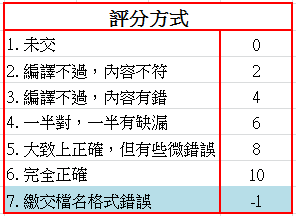 評分方式
1. 未交 0
2. 編譯不過，內容不符 2
3. 編譯不過，內容有錯 4
4. 一半對，一半有缺漏 6
5. 大致上正確，但有些微錯誤 8
6. 完全正確 10
7. 繳交檔名格式錯誤 -1